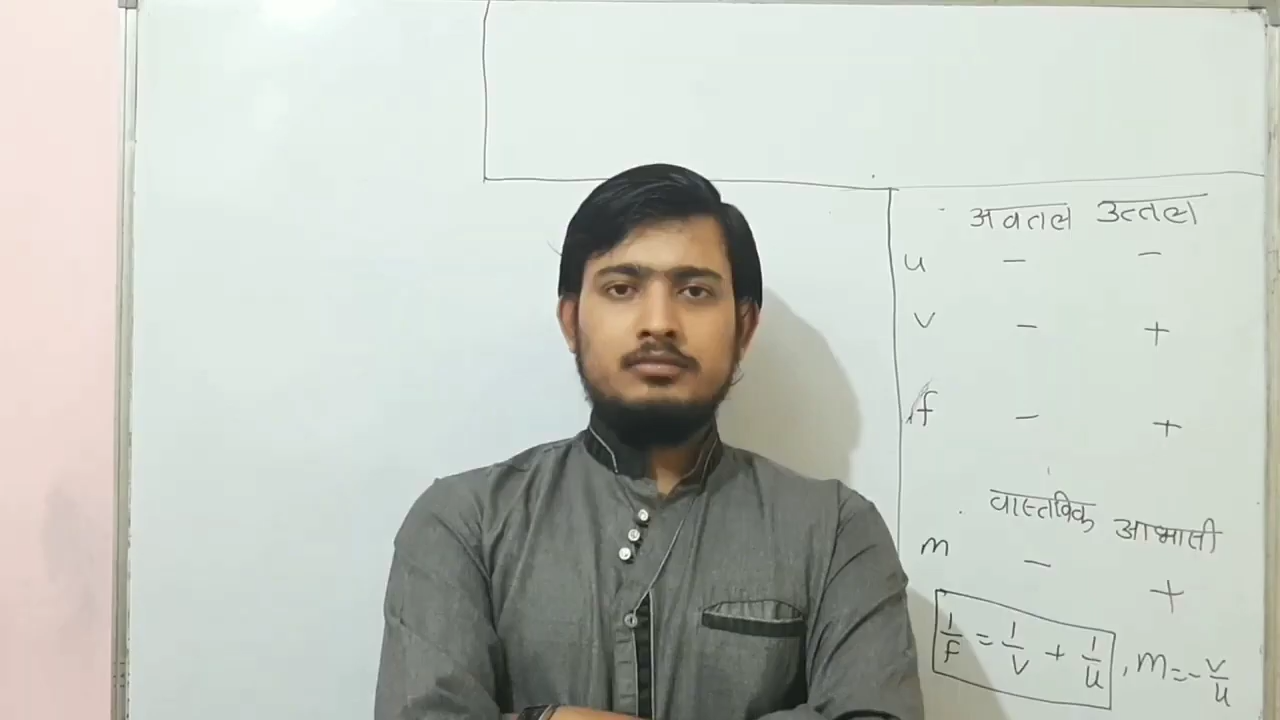 अवतल उत्तल
u − −
v − +
f − +
वास्तविक आभासी
m − +
1/f = 1/v + 1/u , m = - v/u